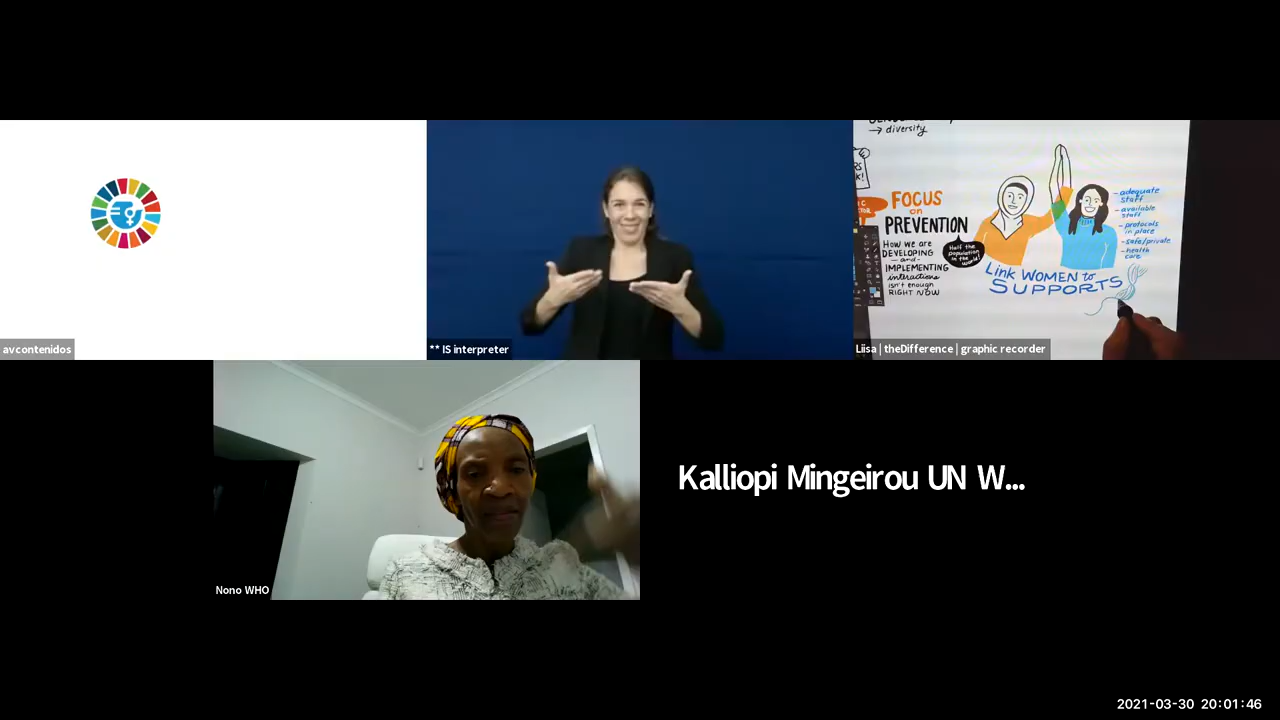 → diversity
FOCUS
on
PREVENTION
How we are
DEVELOPING
— and —
IMPLEMENTING
interactions
isn't enough
RIGHT NOW
Half the
population
in the
world!
- adequate
staff
- available
staff
- protocols
in place
- safe/private
- health
care
Link WOMEN to
SUPPORTS
avcontenidos
** IS interpreter
Liisa | theDifference | graphic recorder
Nono WHO
Kalliopi Mingeirou UN W...
2021-03-30 20:01:46